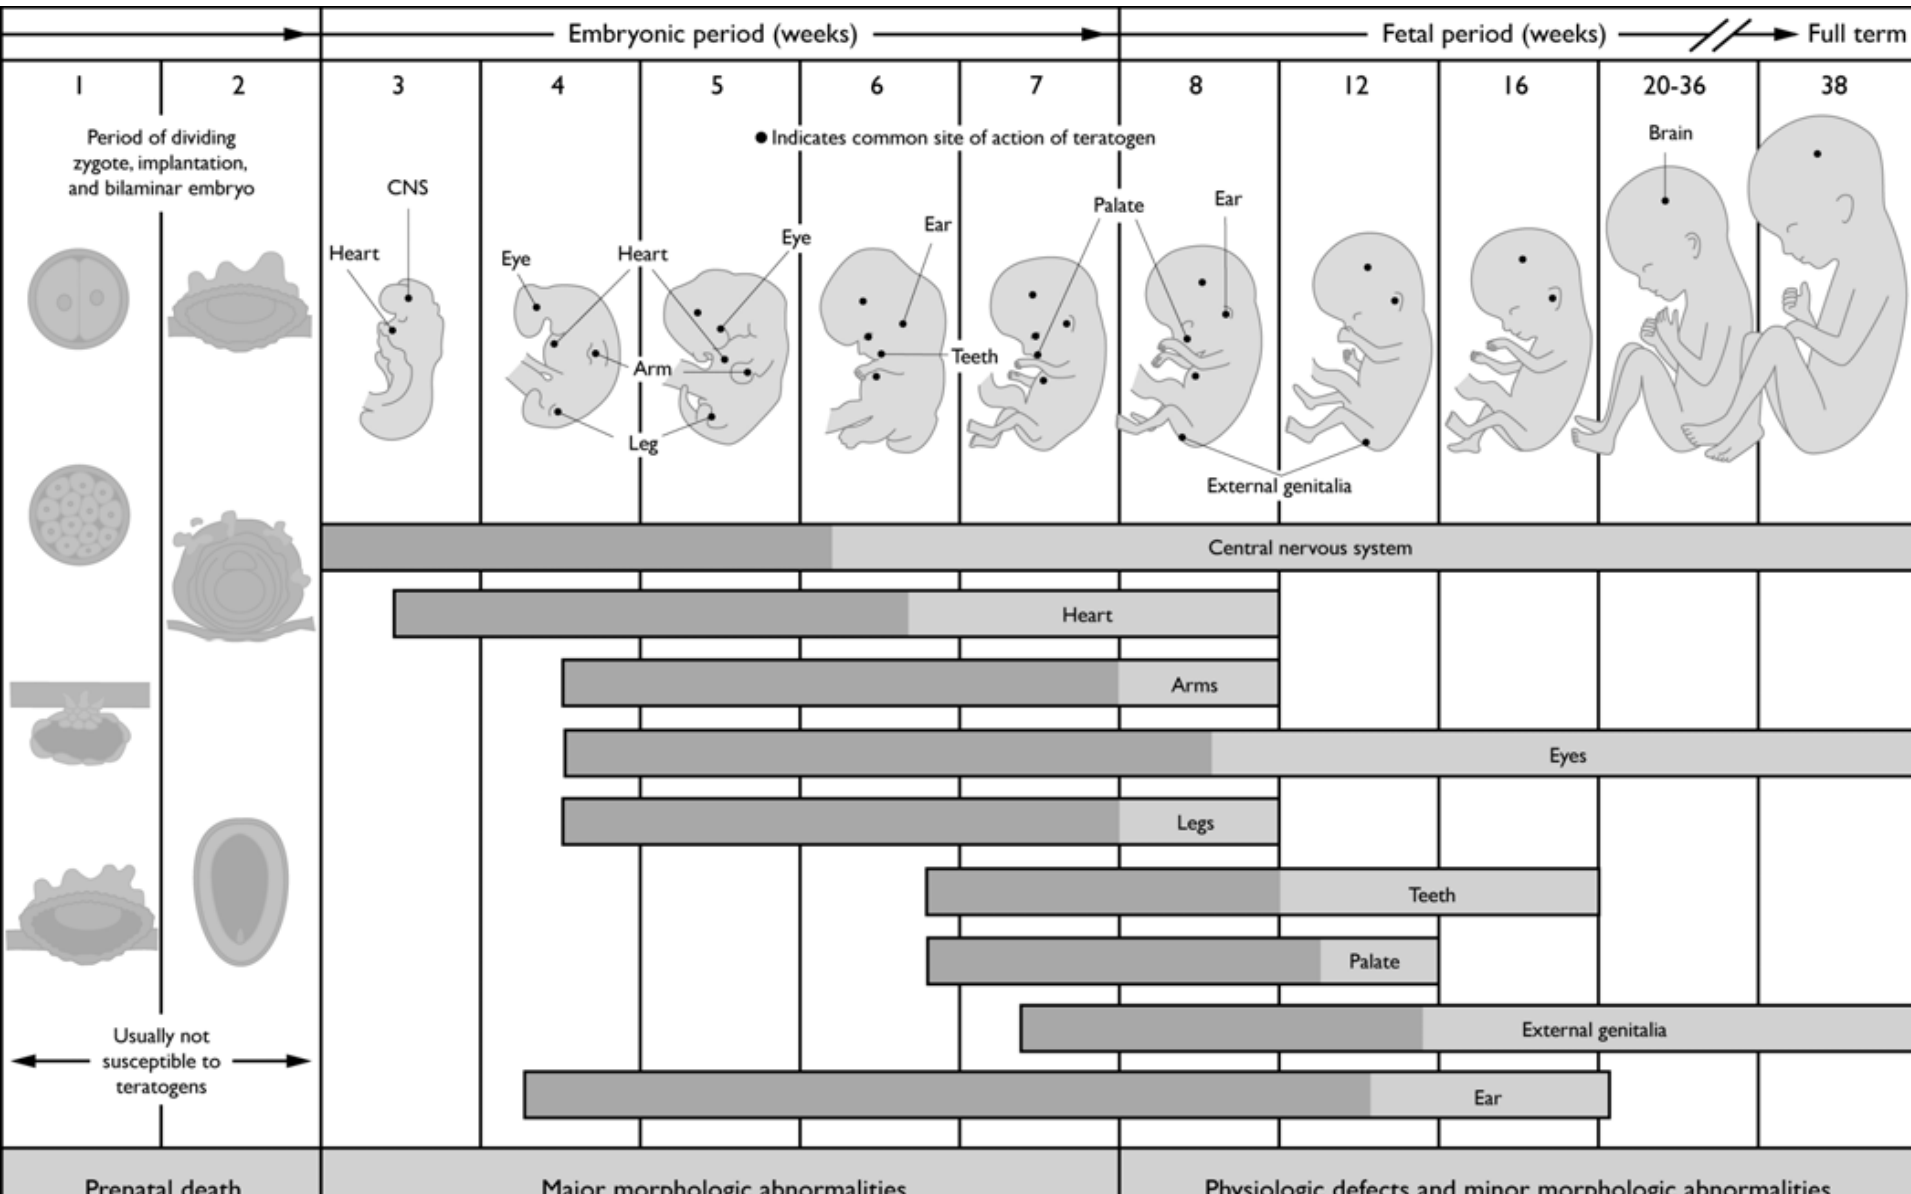 Embryonic period (weeks)
Fetal period (weeks)
Full term
1
2
3
4
5
6
7
8
12
16
20-36
38
Period of dividing
zygote, implantation,
and bilaminar embryo
Indicates common site of action of teratogen
Brain
CNS
Palate
Ear
Ear
Eye
Heart
Eye
Heart
Teeth
Arm
Leg
External genitalia
Central nervous system
Heart
Arms
Eyes
Legs
Teeth
Palate
External genitalia
Usually not
susceptible to
teratogens
Ear
Prenatal death
Major morphologic abnormalities
Physiologic defects and minor morphologic abnormalities